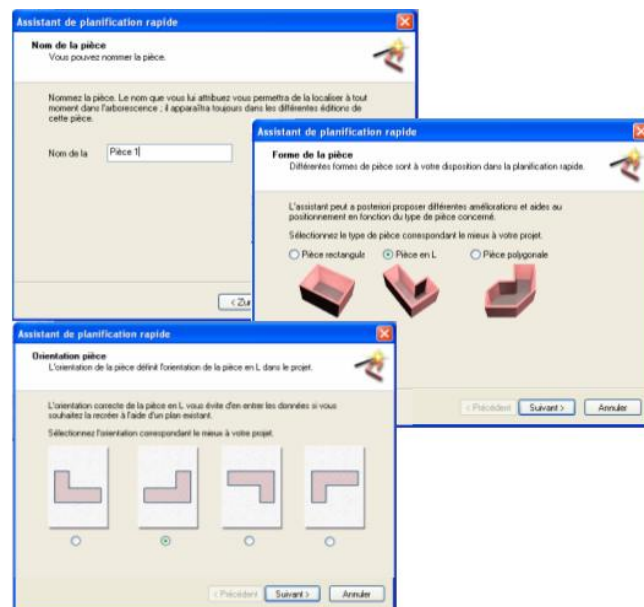 Assistant de planification rapide
Nom de la pièce
Vous pouvez nommer la pièce.
Nommez la pièce. Le nom que vous lui attribuez vous permettra de la localiser à tout
moment dans l'arborescence ; il apparaîtra toujours dans les différentes éditions de
cette pièce.
Nom de la
Pièce 1
Assistant de planification rapide
Forme de la pièce
Différentes formes de pièce sont à votre disposition dans la planification rapide.
L'assistant peut a posteriori proposer différentes améliorations et aides au
positionnement en fonction du type de pièce concerné.
Sélectionnez le type de pièce correspondant le mieux à votre projet.
Pièce rectangula Pièce en L Pièce polygonale
< Précédent Suivant > Annuler
Assistant de planification rapide
Orientation pièce
L'orientation de la pièce définit l'orientation de la pièce en L dans le projet.
L'orientation correcte de la pièce en L vous évite d'en entrer les données si vous
souhaitez la recréer à l'aide d'un plan existant.
Sélectionnez l'orientation correspondant le mieux à votre projet.
< Précédent Suivant > Annuler